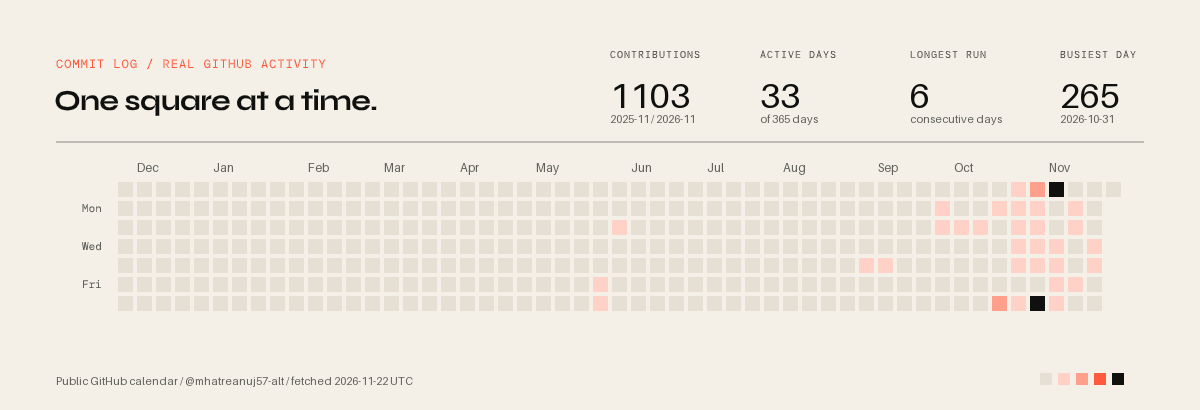 COMMIT LOG / REAL GITHUB ACTIVITY
One square at a time.
CONTRIBUTIONS
1103
2025-11 / 2026-11
ACTIVE DAYS
33
of 365 days
LONGEST RUN
6
consecutive days
BUSIEST DAY
265
2026-10-31
Dec Jan Feb Mar Apr May Jun Jul Aug Sep Oct Nov
Mon
Wed
Fri
Public GitHub calendar / @mhatreanuj57-alt / fetched 2026-11-22 UTC